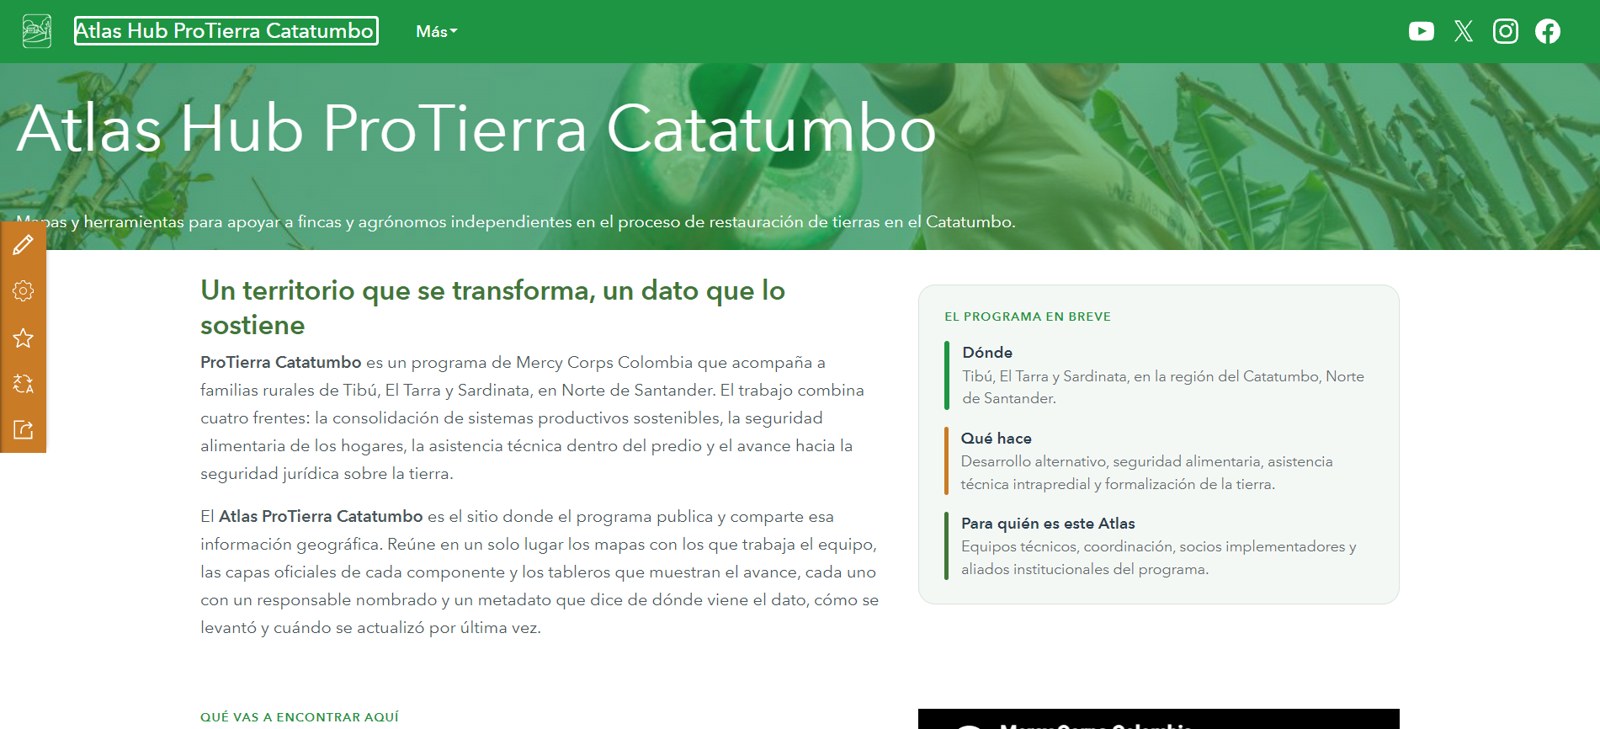 Atlas Hub ProTierra Catatumbo
Más
Atlas Hub ProTierra Catatumbo
Mapas y herramientas para apoyar a fincas y agrónomos independientes en el proceso de restauración de tierras en el Catatumbo.
Un territorio que se transforma, un dato que lo
sostiene
ProTierra Catatumbo es un programa de Mercy Corps Colombia que acompaña a
familias rurales de Tibú, El Tarra y Sardinata, en Norte de Santander. El trabajo combina
cuatro frentes: la consolidación de sistemas productivos sostenibles, la seguridad
alimentaria de los hogares, la asistencia técnica dentro del predio y el avance hacia la
seguridad jurídica sobre la tierra.
El Atlas ProTierra Catatumbo es el sitio donde el programa publica y comparte esa
información geográfica. Reúne en un solo lugar los mapas con los que trabaja el equipo,
las capas oficiales de cada componente y los tableros que muestran el avance, cada uno
con un responsable nombrado y un metadato que dice de dónde viene el dato, cómo se
levantó y cuándo se actualizó por última vez.
EL PROGRAMA EN BREVE
Dónde
Tibú, El Tarra y Sardinata, en la región del Catatumbo, Norte
de Santander.
Qué hace
Desarrollo alternativo, seguridad alimentaria, asistencia
técnica intrapredial y formalización de la tierra.
Para quién es este Atlas
Equipos técnicos, coordinación, socios implementadores y
aliados institucionales del programa.
QUÉ VAS A ENCONTRAR AQUÍ
Mercy Corps Colombia